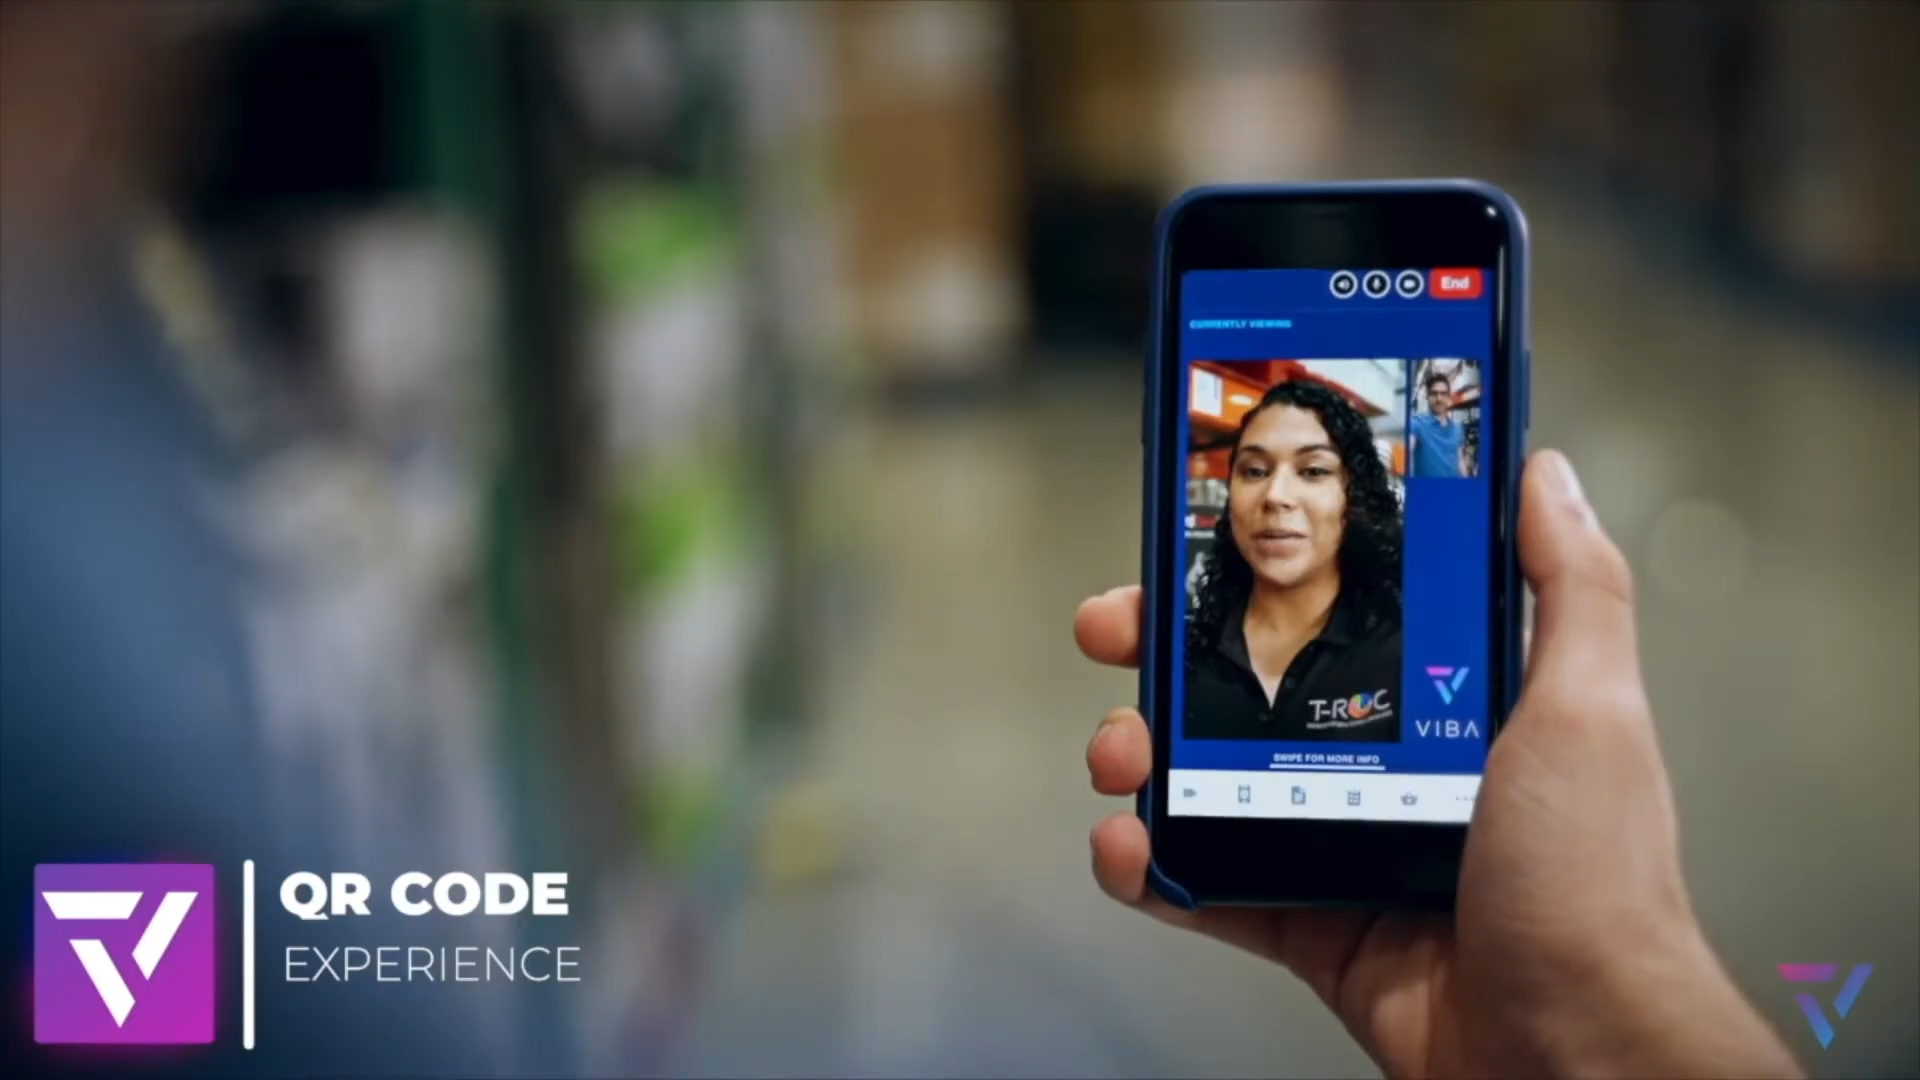 End
CURRENTLY VIEWING
T-ROC
VIBA
SWIPE FOR MORE INFO
QR CODE
EXPERIENCE